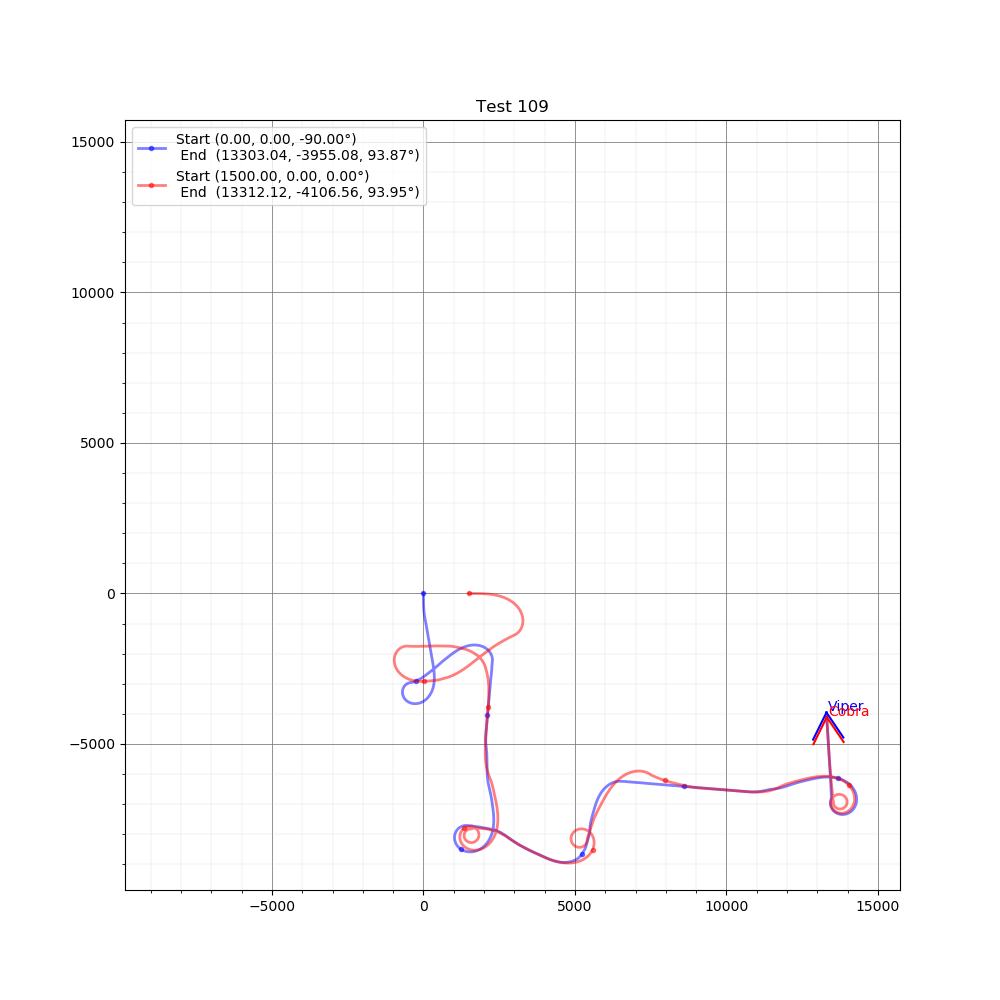 Test 109
Start (0.00, 0.00, -90.00°)
End  (13303.04, -3955.08, 93.87°)
Start (1500.00, 0.00, 0.00°)
End  (13312.12, -4106.56, 93.95°)
15000
10000
5000
0
−5000
Viper
Cobra
−5000
0
5000
10000
15000